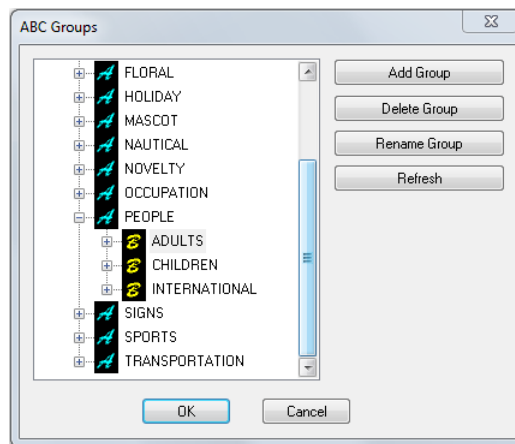 ABC Groups
A FLORAL
A HOLIDAY
A MASCOT
A NAUTICAL
A NOVELTY
A OCCUPATION
A PEOPLE
B ADULTS
B CHILDREN
B INTERNATIONAL
A SIGNS
A SPORTS
A TRANSPORTATION
Add Group
Delete Group
Rename Group
Refresh
OK
Cancel